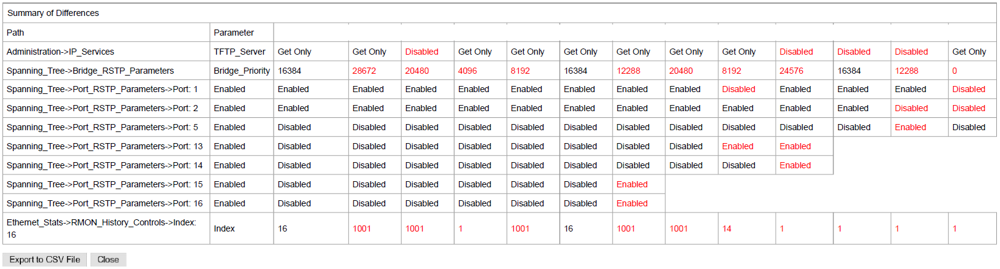 Summary of Differences
Path Parameter
Administration->IP_Services TFTP_Server Get Only Get Only Disabled Get Only Get Only Get Only Get Only Get Only Get Only Disabled Disabled Disabled Get Only
Spanning_Tree->Bridge_RSTP_Parameters Bridge_Priority 16384 28672 20480 4096 8192 16384 12288 20480 8192 24576 16384 12288 0
Spanning_Tree->Port_RSTP_Parameters->Port: 1 Enabled Enabled Enabled Enabled Enabled Enabled Enabled Enabled Enabled Disabled Enabled Enabled Enabled Disabled
Spanning_Tree->Port_RSTP_Parameters->Port: 2 Enabled Enabled Enabled Enabled Enabled Enabled Enabled Enabled Enabled Enabled Enabled Enabled Disabled Disabled
Spanning_Tree->Port_RSTP_Parameters->Port: 5 Enabled Disabled Disabled Disabled Disabled Disabled Disabled Disabled Disabled Disabled Disabled Disabled Enabled Disabled
Spanning_Tree->Port_RSTP_Parameters->Port: 13 Enabled Disabled Disabled Disabled Disabled Disabled Disabled Disabled Disabled Enabled Enabled
Spanning_Tree->Port_RSTP_Parameters->Port: 14 Enabled Disabled Disabled Disabled Disabled Disabled Disabled Disabled Disabled Disabled Enabled
Spanning_Tree->Port_RSTP_Parameters->Port: 15 Enabled Disabled Disabled Disabled Disabled Disabled Disabled Enabled
Spanning_Tree->Port_RSTP_Parameters->Port: 16 Enabled Disabled Disabled Disabled Disabled Disabled Disabled Enabled
Ethernet_Stats->RMON_History_Controls->Index:
16 Index 16 1001 1001 1 1001 16 1001 1001 14 1 1 1 1
Export to CSV File Close